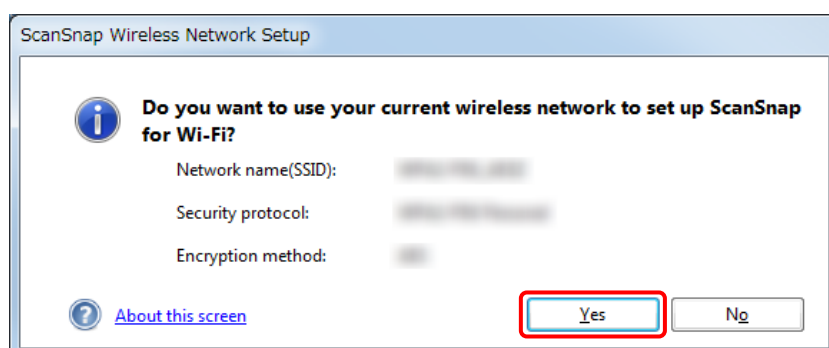 ScanSnap Wireless Network Setup
Do you want to use your current wireless network to set up ScanSnap
for Wi-Fi?
Network name(SSID):
Security protocol:
Encryption method:
About this screen
Yes
No